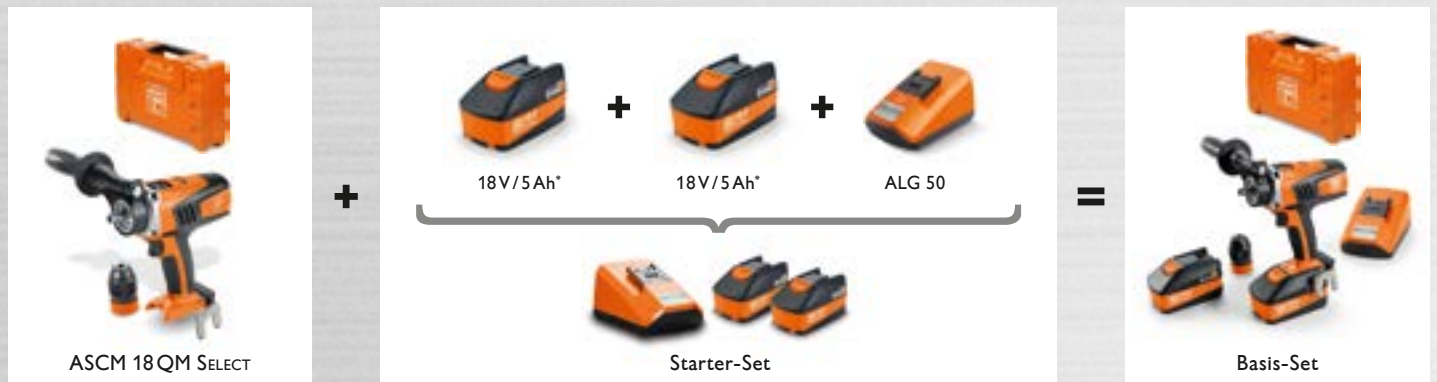 18 V / 5 Ah*
+
18 V / 5 Ah*
+
ALG 50
+
=
ASCM 18 QM SELECT
Starter-Set
Basis-Set